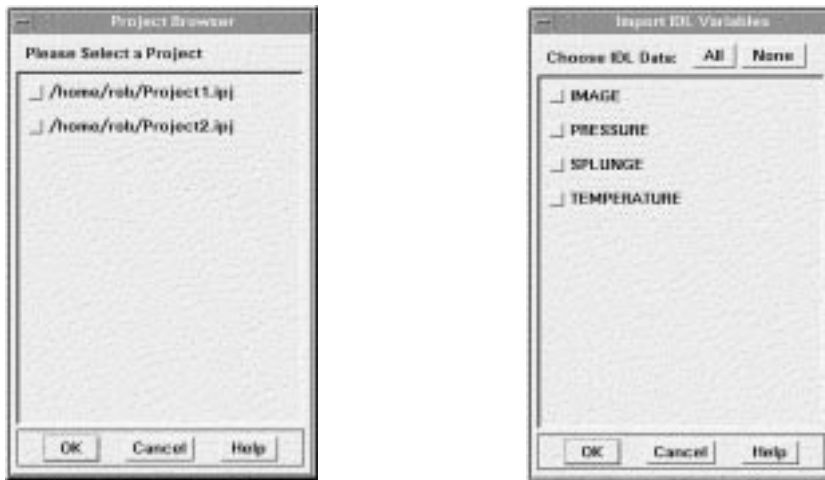 Project Browser
Please Select a Project
/home/rob/Project1.ipj
/home/rob/Project2.ipj
OK Cancel Help
Import IDL Variables
Choose IDL Data: All None
IMAGE
PRESSURE
SPLUNGE
TEMPERATURE
OK Cancel Help